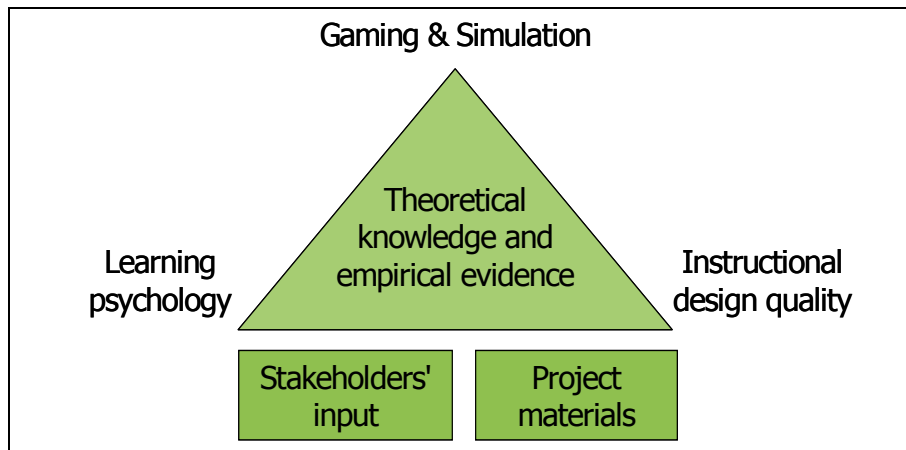 Gaming & Simulation
Theoretical
knowledge and
empirical evidence
Learning
psychology
Instructional
design quality
Stakeholders'
input
Project
materials